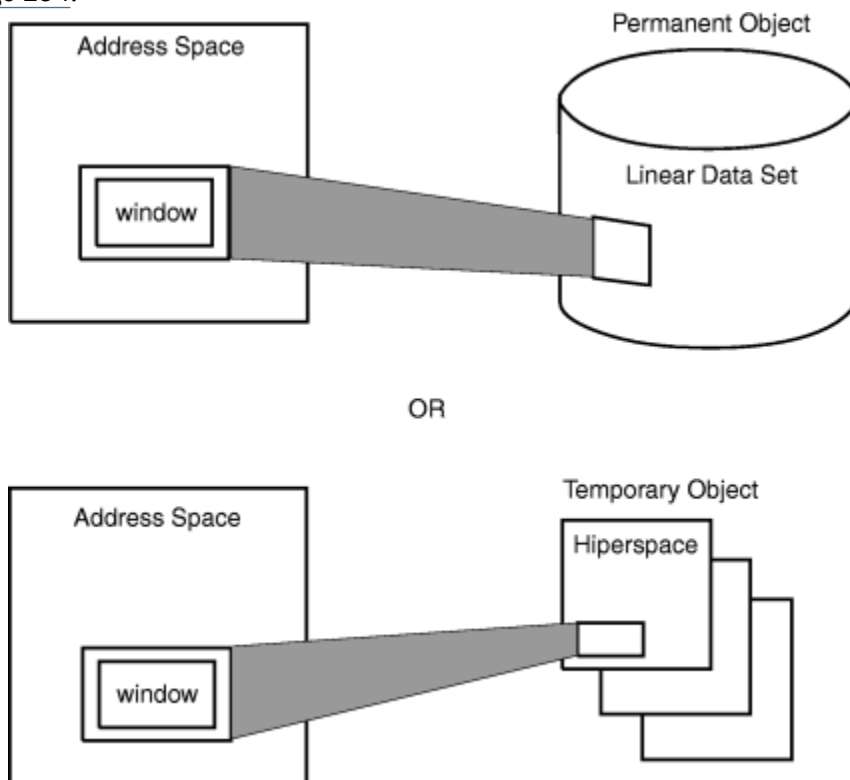 Permanent Object
Address Space
Linear Data Set
window
OR
Temporary Object
Address Space
Hiperspace
window